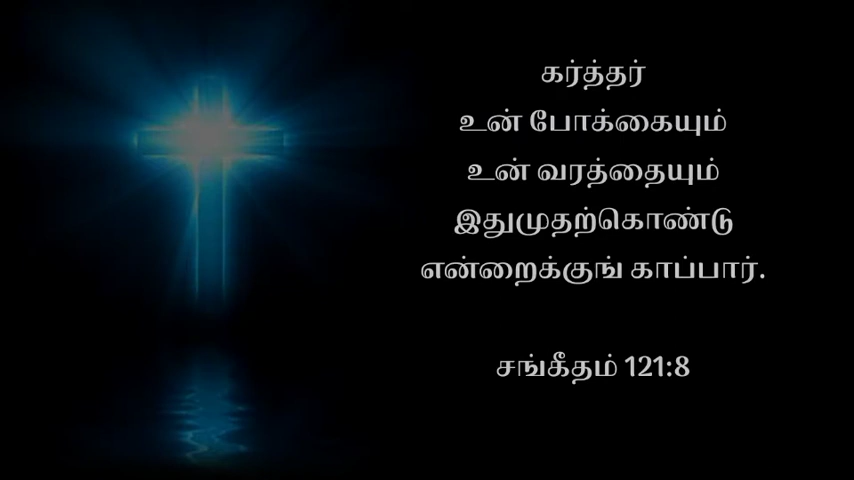 கர்த்தர்
உன் போக்கையும்
உன் வரத்தையும்
இதுமுதற்கொண்டு
என்றைக்குங் காப்பார்.
சங்கீதம் 121:8